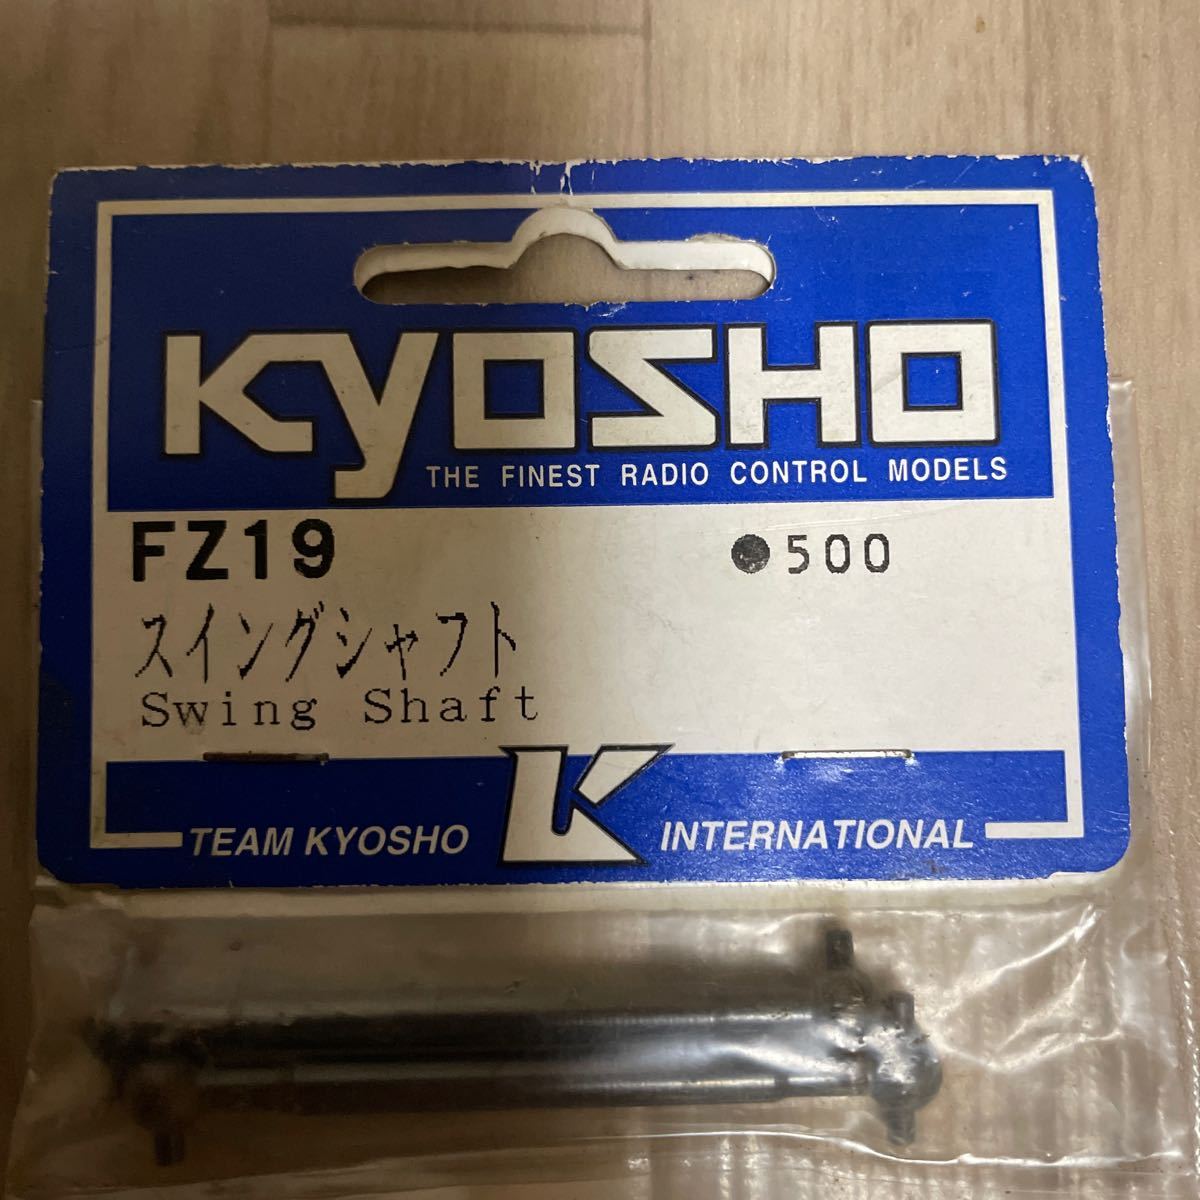 KYOSHO
THE FINEST RADIO CONTROL MODELS
FZ19 ●500
スイングシャフト
Swing Shaft
TEAM KYOSHO K INTERNATIONAL